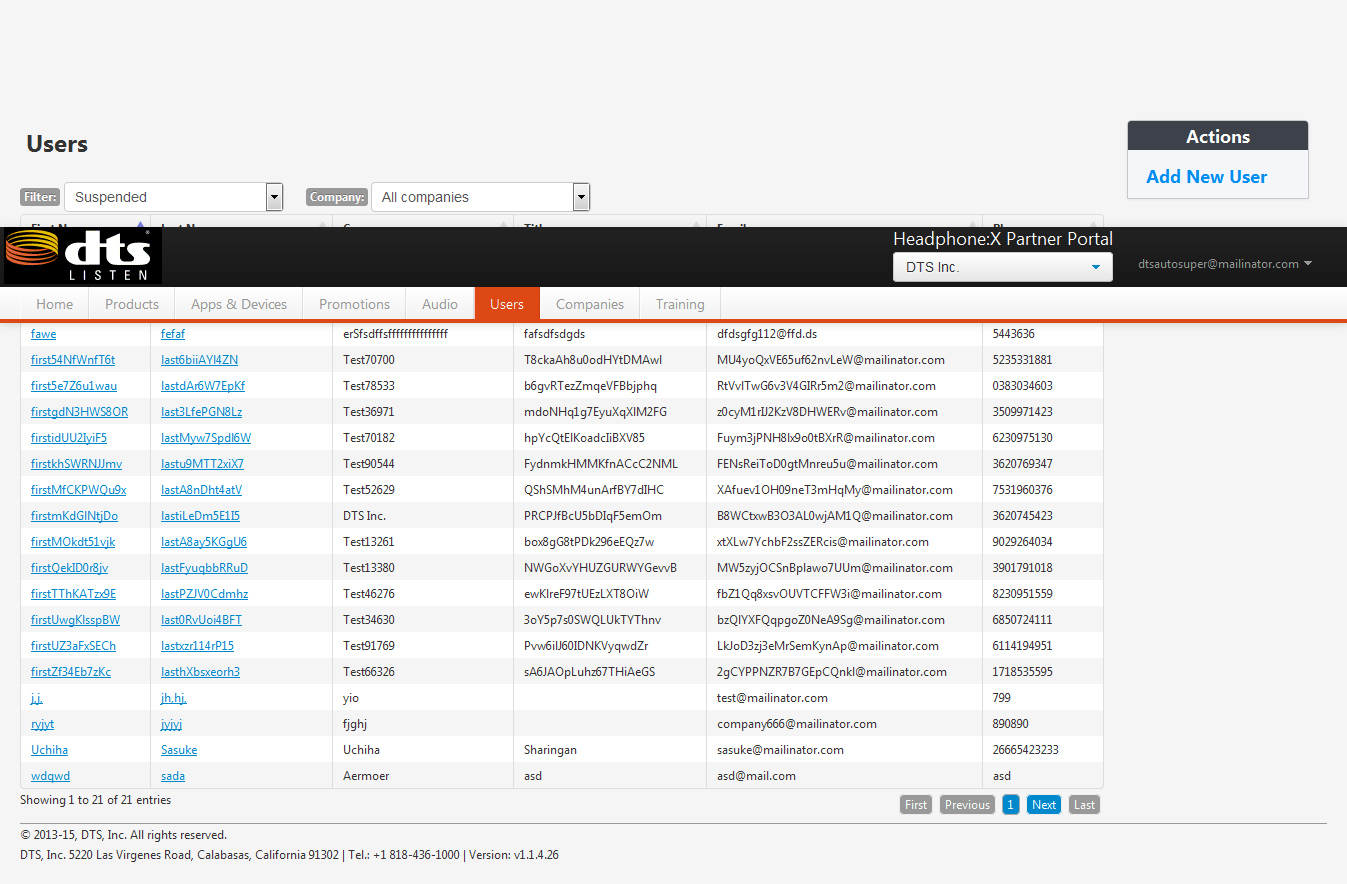 Users
Actions
Add New User
Filter: Suspended Company: All companies
dts
LISTEN
Headphone:X Partner Portal
DTS Inc.
dtsautosuper@mailinator.com
Home Products Apps & Devices Promotions Audio Users Companies Training
fawe fefaf erSfsdffsfffffffffffffff fafsdfsdgds dfdsgfg112@ffd.ds 5443636
first54NfWnfT6t last6biiAYl4ZN Test70700 T8ckaAh8u0odHYtDMAwI MU4yoQxVE65uf62nvLeW@mailinator.com 5235331881
first5e7Z6u1wau lastdAr6W7EpKf Test78533 b6gvRTezZmqeVFBbjphq RtVvITwG6v3V4GIRr5m2@mailinator.com 0383034603
firstgdN3HWS8OR last3LfePGN8Lz Test36971 mdoNHq1g7EyuXqXIM2FG z0cyM1rIJ2KzV8DHWERv@mailinator.com 3509971423
firstidUU2IyiF5 lastMyw7SpdI6W Test70182 hpYcQtEIKoadcIiBXV85 Fuym3jPNH8lx9o0tBXrR@mailinator.com 6230975130
firstkhSWRNJJmv lastu9MTT2xiX7 Test90544 FydnmkHMMKfnACcC2NML FENsReiToD0gtMnreu5u@mailinator.com 3620769347
firstMfCKPWQu9x lastA8nDht4atV Test52629 QShSMhM4unArfBY7dIHC XAfuev1OH09neT3mHqMy@mailinator.com 7531960376
firstmKdGINtjDo lastiLeDm5E1I5 DTS Inc. PRCPJfBcU5bDIqF5emOm B8WCtxwB3O3AL0wjAM1Q@mailinator.com 3620745423
firstMOkdt51vjk lastA8ay5KGgU6 Test13261 box8gG8tPDk296eEQz7w xtXLw7YchbF2ssZERcis@mailinator.com 9029264034
firstQekID0r8jv lastFyuqbbRRuD Test13380 NWGoXvYHUZGURWYGevvB MW5zyjOCSnBplawo7UUm@mailinator.com 3901791018
firstTThKATzx9E lastPZJV0Cdmhz Test46276 ewKlreF97tUEzLXT8OiW fbZ1Qq8xsvOUVTCFFW3i@mailinator.com 8230951559
firstUwgKlsspBW last0RvUoi4BFT Test34630 3oY5p7s0SWQLUkTYThnv bzQlYXFQqpgoZ0NeA9Sg@mailinator.com 6850724111
firstUZ3aFxSECh lastxzr114rP15 Test91769 Pvw6iIJ60IDNKVyqwdZr LkJoD3zj3eMrSemKynAp@mailinator.com 6114194951
firstZf34Eb7zKc lasthXbsxeorh3 Test66326 sA6JAOpLuhz67THiAeGS 2gCYPPNZR7B7GEpCQnkl@mailinator.com 1718535595
j.j. jh.hj. yio test@mailinator.com 799
ryjyt jyjyj fjghj company666@mailinator.com 890890
Uchiha Sasuke Uchiha Sharingan sasuke@mailinator.com 26665423233
wdqwd sada Aermoer asd asd@mail.com asd
Showing 1 to 21 of 21 entries
First Previous 1 Next Last
© 2013-15, DTS, Inc. All rights reserved.
DTS, Inc. 5220 Las Virgenes Road, Calabasas, California 91302 | Tel.: +1 818-436-1000 | Version: v1.1.4.26